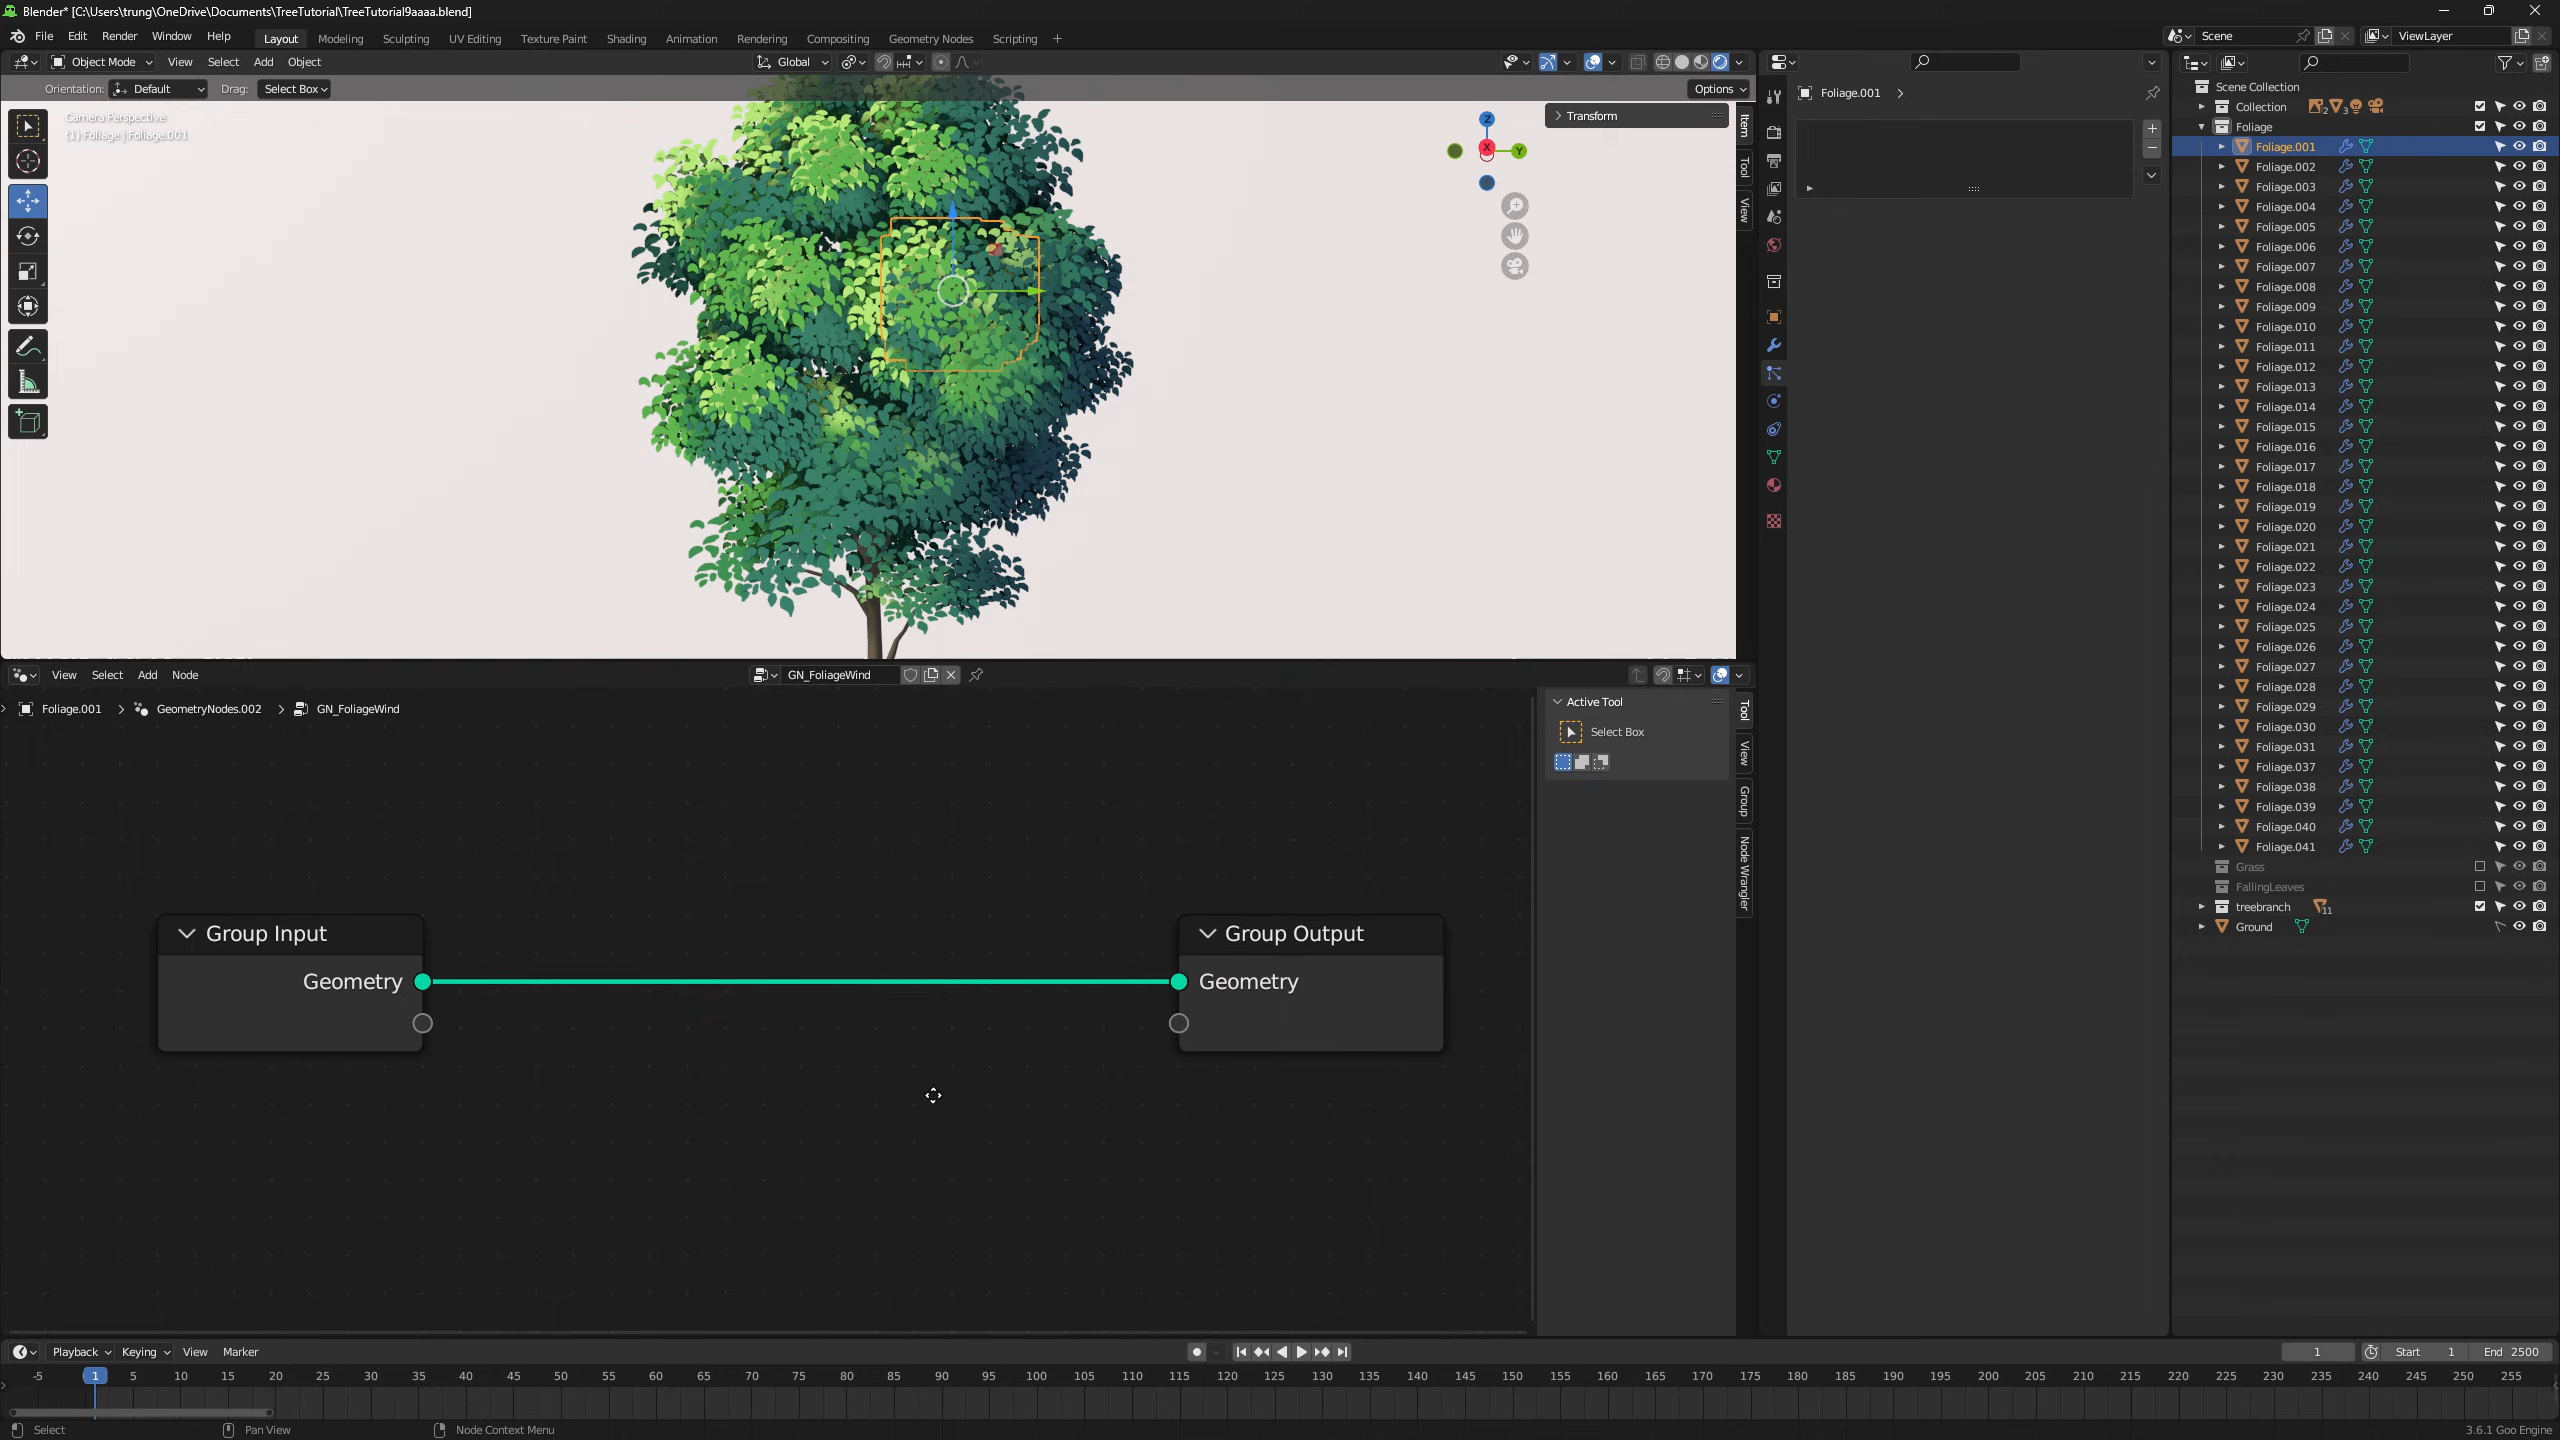 Blender* [C:\Users\trung\OneDrive\Documents\TreeTutorial\TreeTutorial9aaaa.blend]
File Edit Render Window Help Layout Modeling Sculpting UV Editing Texture Paint Shading Animation Rendering Compositing Geometry Nodes Scripting + Scene ViewLayer
Object Mode View Select Add Object Global
Orientation: Default Drag: Select Box Options
Camera Perspective
(1) Foliage | Foliage.001
Z
X
Y
Transform
Item
Tool
View
Foliage.001
Scene Collection
Collection 2 3
Foliage
Foliage.001
Foliage.002
Foliage.003
Foliage.004
Foliage.005
Foliage.006
Foliage.007
Foliage.008
Foliage.009
Foliage.010
Foliage.011
Foliage.012
Foliage.013
Foliage.014
Foliage.015
Foliage.016
Foliage.017
Foliage.018
Foliage.019
Foliage.020
Foliage.021
Foliage.022
Foliage.023
Foliage.024
Foliage.025
Foliage.026
Foliage.027
Foliage.028
Foliage.029
Foliage.030
Foliage.031
Foliage.037
Foliage.038
Foliage.039
Foliage.040
Foliage.041
Grass
FallingLeaves
treebranch 11
Ground
View Select Add Node GN_FoliageWind
Foliage.001 > GeometryNodes.002 > GN_FoliageWind
Active Tool
Select Box
Tool
View
Group
Node Wrangler
Group Input
Geometry
Group Output
Geometry
Playback Keying View Marker 1 Start 1 End 2500
-5 1 5 10 15 20 25 30 35 40 45 50 55 60 65 70 75 80 85 90 95 100 105 110 115 120 125 130 135 140 145 150 155 160 165 170 175 180 185 190 195 200 205 210 215 220 225 230 235 240 245 250 255
Select Pan View Node Context Menu 3.6.1 Goo Engine